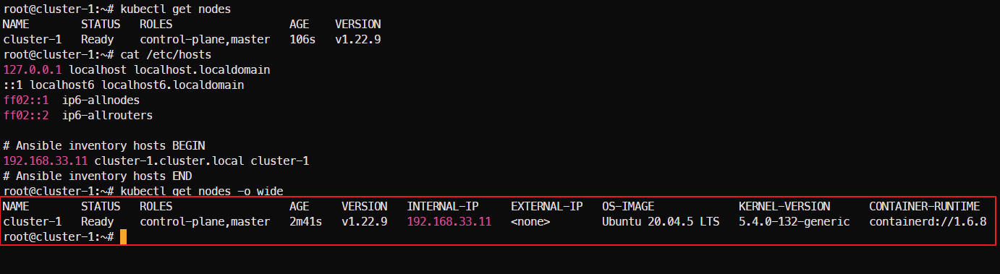 root@cluster-1:~# kubectl get nodes
NAME        STATUS   ROLES                  AGE    VERSION
cluster-1   Ready    control-plane,master   106s   v1.22.9
root@cluster-1:~# cat /etc/hosts
127.0.0.1 localhost localhost.localdomain
::1 localhost6 localhost6.localdomain
ff02::1  ip6-allnodes
ff02::2  ip6-allrouters
# Ansible inventory hosts BEGIN
192.168.33.11 cluster-1.cluster.local cluster-1
# Ansible inventory hosts END
root@cluster-1:~# kubectl get nodes -o wide
NAME        STATUS   ROLES                  AGE     VERSION   INTERNAL-IP     EXTERNAL-IP   OS-IMAGE             KERNEL-VERSION     CONTAINER-RUNTIME
cluster-1   Ready    control-plane,master   2m41s   v1.22.9   192.168.33.11   <none>        Ubuntu 20.04.5 LTS   5.4.0-132-generic   containerd://1.6.8
root@cluster-1:~#